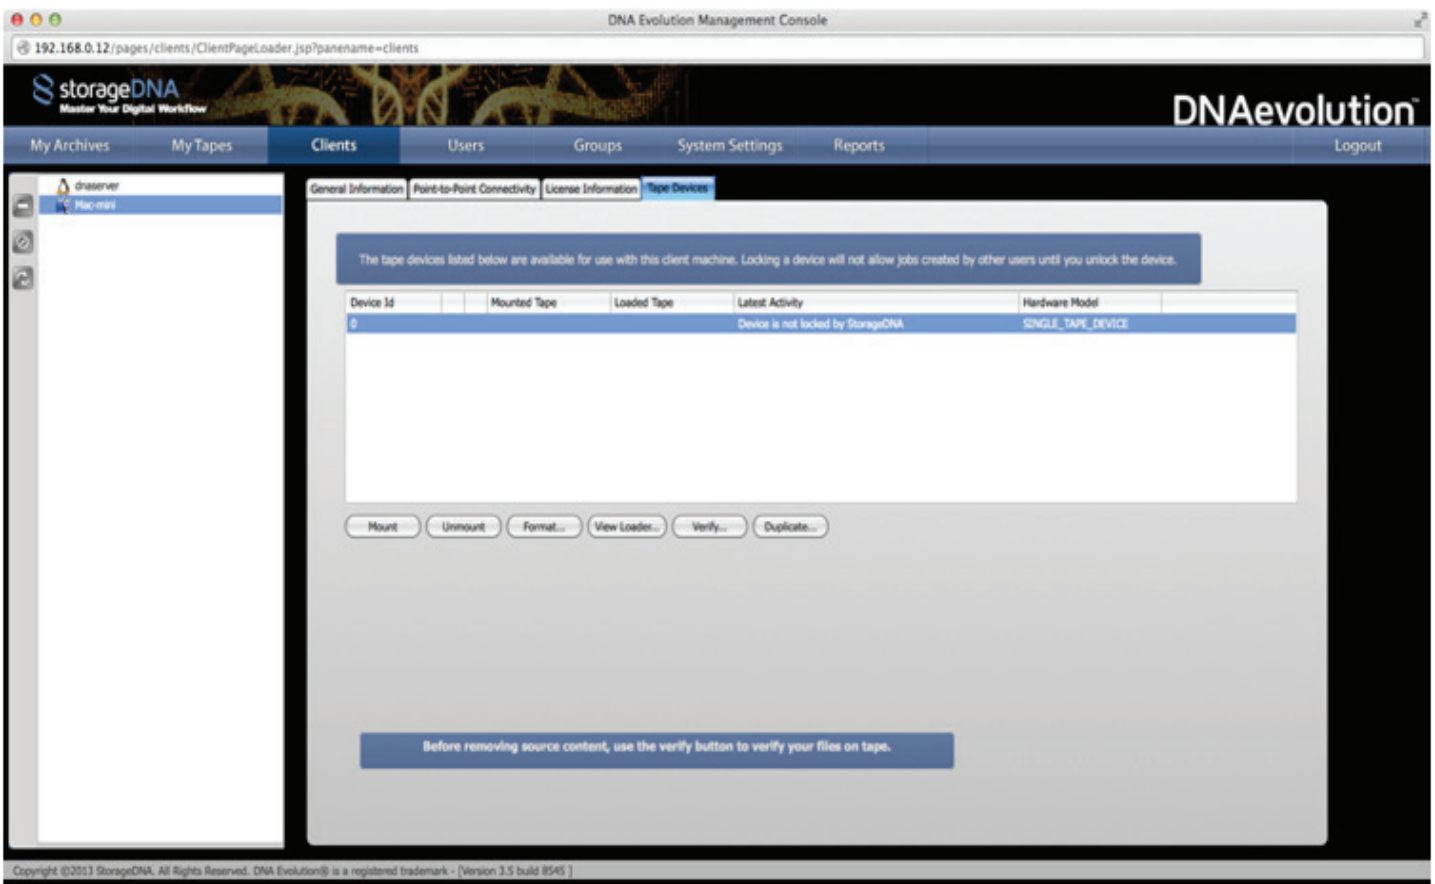 DNA Evolution Management Console
192.168.0.12/pages/clients/ClientPageLoader.jsp?panename=clients
storageDNA
Master Your Digital Workflow
DNAevolution™
My Archives My Tapes Clients Users Groups System Settings Reports Logout
dnaserver
Mac-mini
General Information Point-to-Point Connectivity License Information Tape Devices
The tape devices listed below are available for use with this client machine. Locking a device will not allow jobs created by other users until you unlock the device.
Device Id Mounted Tape Loaded Tape Latest Activity Hardware Model
0 Device is not locked by StorageDNA SINGLE_TAPE_DEVICE
Mount Unmount Format... View Loader... Verify... Duplicate...
Before removing source content, use the verify button to verify your files on tape.
Copyright ©2013 StorageDNA. All Rights Reserved. DNA Evolution® is a registered trademark - [Version 3.5 build 8545 ]